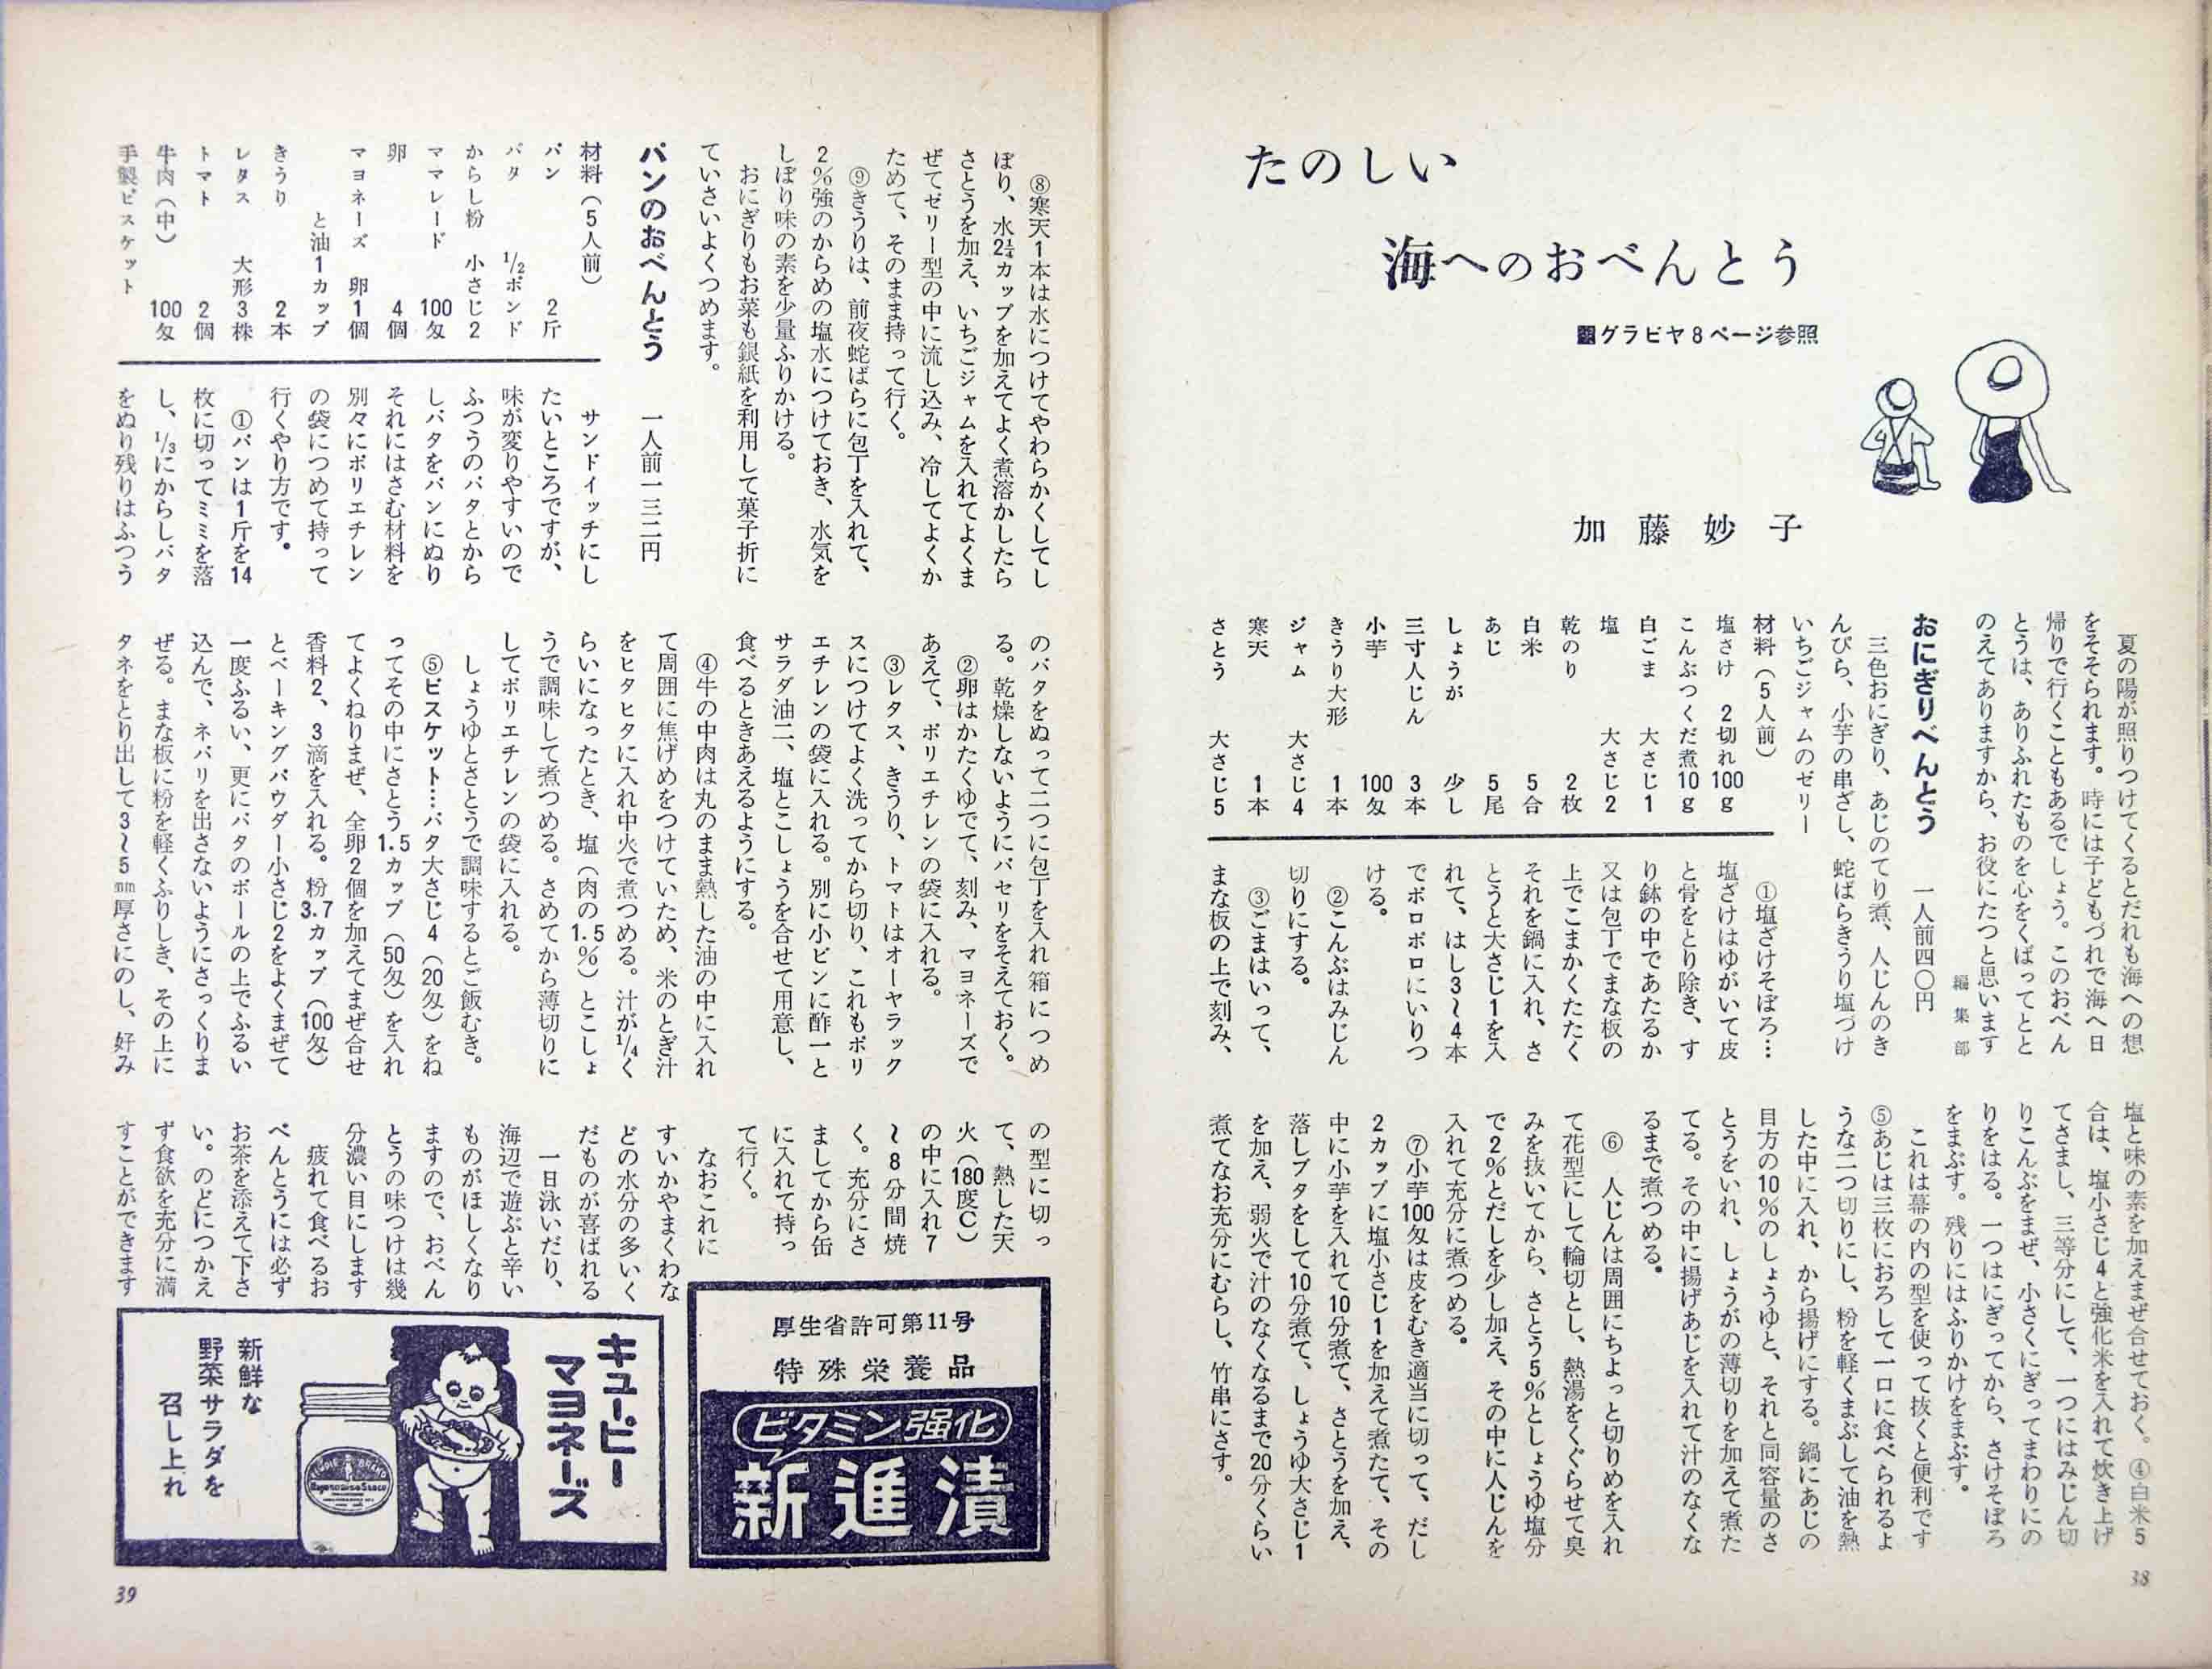 たのしい
海へのおべんとう
グラビヤ8ページ参照
加藤妙子
夏の陽が照りつけてくるとだれも海への想
をそそられます。時には子どもづれで海へ日
帰りで行くこともあるでしょう。このおべん
とうは、ありふれたものを心をくばってとと
のえてありますから、お役にたつと思います
編集部
おにぎりべんとう 一人前四〇円
三色おにぎり、あじのてり煮、人じんのき
んぴら、小芋の串ざし、蛇ばらきうり塩づけ
いちごジャムのゼリー
材料(5人前)
塩さけ 2切れ100g
こんぶつくだ煮10g
白ごま 大さじ1
塩 大さじ2
乾のり 2枚
白米 5合
あじ 5尾
しょうが 少し
三寸人じん 3本
小芋 100匁
きうり大形 1本
ジャム 大さじ4
寒天 1本
さとう 大さじ5
①塩ざけそぼろ…
塩ざけはゆがいて皮
と骨をとり除き、す
り鉢の中であたるか
又は包丁でまな板の
上でこまかくたたく
それを鍋に入れ、さ
とうと大さじ1を入
れて、はし3〜4本
でポロポロにいりつ
ける。
②こんぶはみじん
切りにする。
③ごまはいって、
まな板の上で刻み、
塩と味の素を加えまぜ合せておく。④白米5
合は、塩小さじ4と強化米を入れて炊き上げ
てさまし、三等分にして、一つにはみじん切
りこんぶをまぜ、小さくにぎってまわりにの
りをはる。一つはにぎってから、さけそぼろ
をまぶす。残りにはふりかけをまぶす。
これは幕の内の型を使って抜くと便利です
⑤あじは三枚におろして一口に食べられるよ
うな二つ切りにし、粉を軽くまぶして油を熱
した中に入れ、から揚げにする。鍋にあじの
目方の10%のしょうゆと、それと同容量のさ
とうをいれ、しょうがの薄切りを加えて煮た
てる。その中に揚げあじを入れて汁のなくな
るまで煮つめる。
⑥ 人じんは周囲にちよっと切りめを入れ
て花型にして輪切とし、熱湯をくぐらせて臭
みを抜いてから、さとう5%としょうゆ塩分
で2%とだしを少し加え、その中に人じんを
入れて充分に煮つめる。
⑦小芋100匁は皮をむき適当に切って、だし
2カップに塩小さじ1を加えて煮たて、その
中に小芋を入れて10分煮て、さとうを加え、
落しブタをして10分煮て、しょうゆ大さじ1
を加え、弱火で汁のなくなるまで20分くらい
煮てなお充分にむらし、竹串にさす。
38
⑧寒天1本は水につけてやわらかくしてし
ぼり、水2¼カップを加えてよく煮溶かしたら
さとうを加え、いちごジャムを入れてよくま
ぜてゼリー型の中に流し込み、冷してよくか
ためて、そのまま持って行く。
⑨きうりは、前夜蛇ばらに包丁を入れて、
2%強のからめの塩水につけておき、水気を
しぼり味の素を少量ふりかける。
おにぎりもお菜も銀紙を利用して菓子折に
ていさいよくつめます。
パンのおべんとう 一人前一三二円
材料(5人前)
パン 2斤
バタ 1/2ポンド
からし粉 小さじ2
ママレード 100匁
卵 4個
マヨネーズ 卵1個
と油1カップ
きうり 2本
レタス 大形3株
トマト 2個
牛肉(中) 100匁
手製ビスケット
サンドイッチにし
たいところですが、
味が変りやすいので
ふつうのバタとから
しバタをパンにぬり
それにはさむ材料を
別々にポリエチレン
の袋につめて持って
行くやり方です。
①パンは1斤を14
枚に切ってミミを落
し、1/3にからしバタ
をぬり残りはふつう
のバタをぬって二つに包丁を入れ箱につめ
る。乾燥しないようにパセリをそえておく。
②卵はかたくゆでて、刻み、マヨネーズで
あえて、ポリエチレンの袋に入れる。
③レタス、きうり、トマトはオーヤラック
スにつけてよく洗ってから切り、これもポリ
エチレンの袋に入れる。別に小ビンに酢一と
サラダ油二、塩とこしょうを合せて用意し、
食べるときあえるようにする。
④牛の中肉は丸のまま熱した油の中に入れ
て周囲に焦げめをつけていため、米のとぎ汁
をヒタヒタに入れ中火で煮つめる。汁が1/4く
らいになったとき、塩(肉の1.5%)とこしょ
うで調味して煮つめる。さめてから薄切りに
してポリエチレンの袋に入れる。
しょうゆとさとうで調味するとご飯むき。
⑤ビスケット…バタ大さじ4(20匁)をね
ってその中にさとう1.5カップ(50匁)を入れ
てよくねりまぜ、全卵2個を加えてまぜ合せ
香料2、3滴を入れる。粉3.7カップ(100匁)
とベーキングパウダー小さじ2をよくまぜて
一度ふるい、更にバタのボールの上でふるい
込んで、ネバリを出さないようにさっくりま
ぜる。まな板に粉を軽くふりしき、その上に
タネをとり出して3〜5㎜厚さにのし、好み
の型に切っ
て、熱した天
火(180度C)
の中に入れ7
〜8分間焼
く。充分にさ
ましてから缶
に入れて持っ
て行く。
なおこれに
すいかやまくわな
どの水分の多いく
だものが喜ばれる
一日泳いだり、
海辺で遊ぶと辛い
ものがほしくなり
ますので、おべん
とうの味つけは幾
分濃い目にします
疲れて食べるお
べんとうには必ず
お茶を添えて下さ
い。のどにつかえ
ず食欲を充分に満
すことができます
厚生省許可第11号
特殊栄養品
ビタミン強化
新進漬
キューピー
マヨネーズ
新鮮な
野菜サラダを
召し上れ
39